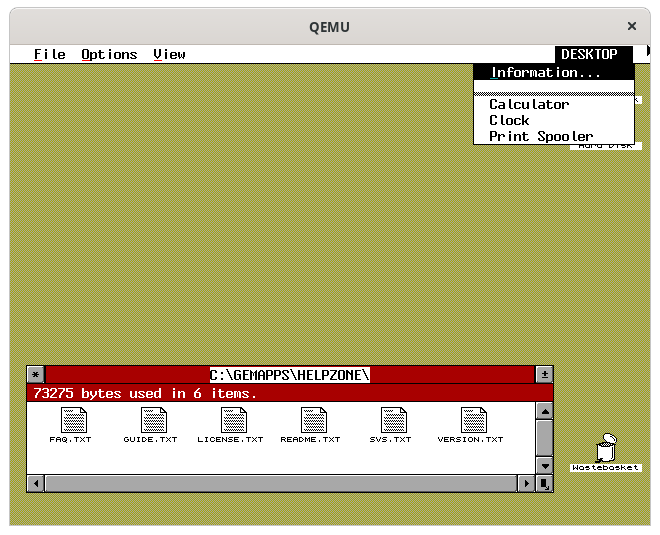 QEMU
File Options View DESKTOP
Information...
Calculator
Clock
Print Spooler
Hard Disk
C:\GEMAPPS\HELPZONE\
73275 bytes used in 6 items.
FAQ.TXT GUIDE.TXT LICENSE.TXT README.TXT SVS.TXT VERSION.TXT
Wastebasket